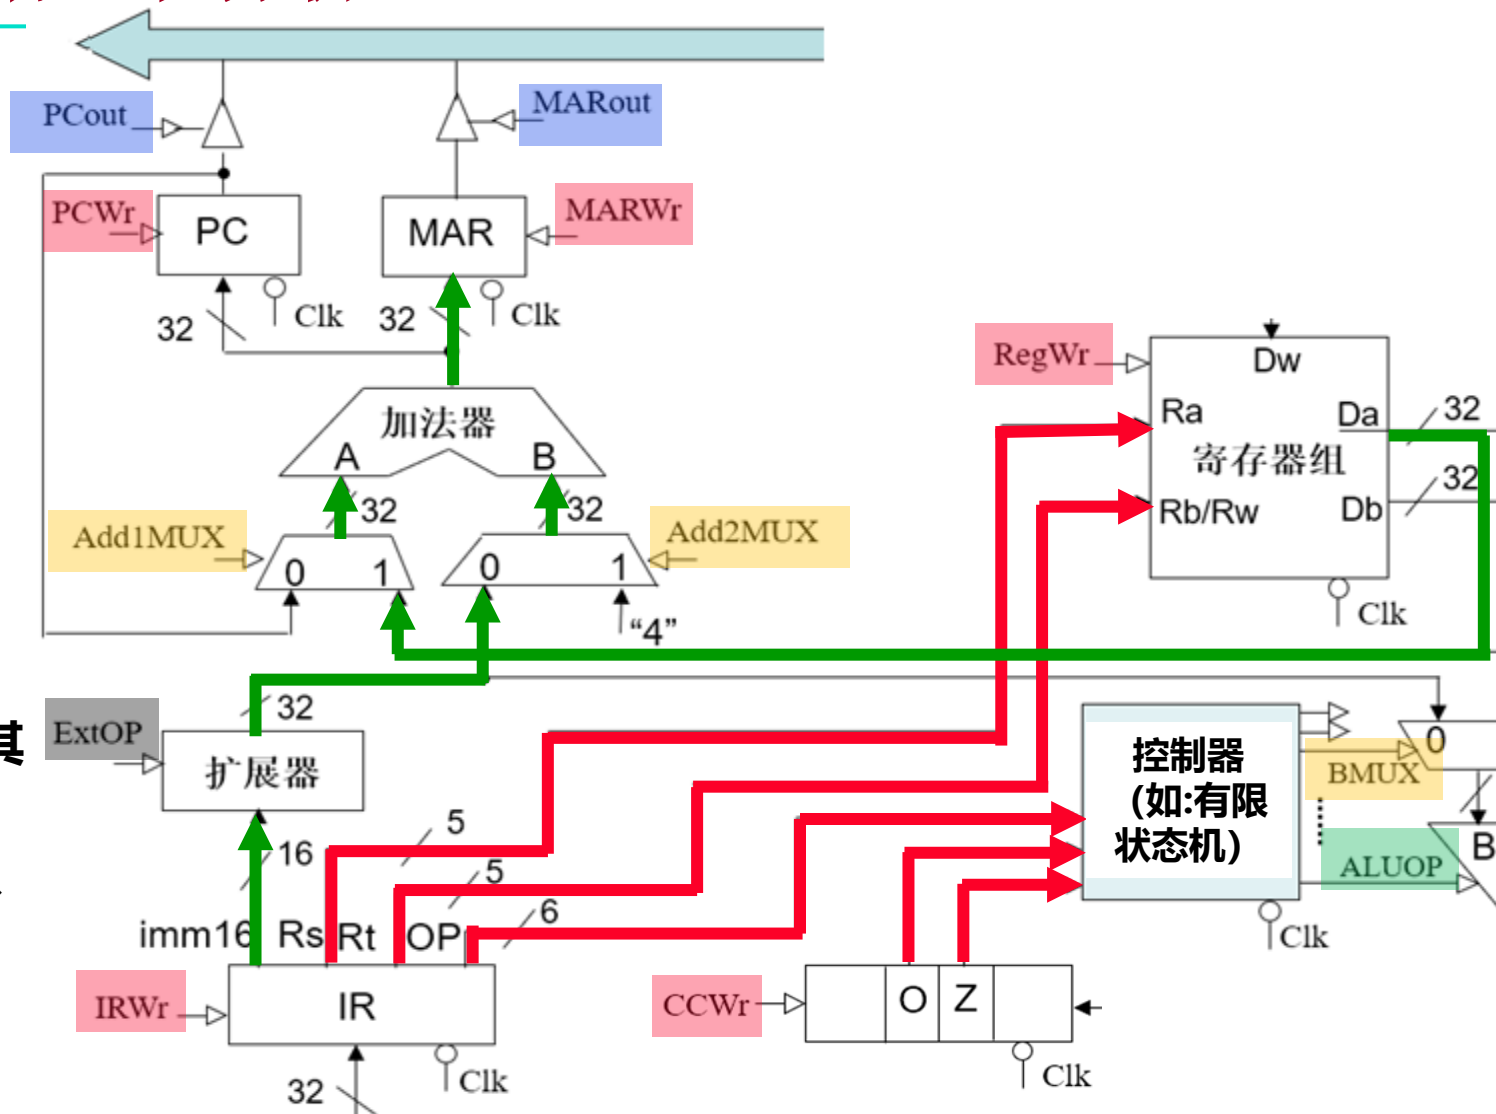 PCout
MARout
PCWr
PC
MAR
MARWr
32
Clk
32
Clk
RegWr
Dw
Ra
Da
32
寄存器组
加法器
A
B
32
Rb/Rw
Db
32
32
Add1MUX
Add2MUX
0
1
0
1
Clk
“4”
32
ExtOP
其
扩展器
控制器
（如:有限
状态机）
0
BMUX
5
B
16
ALUOP
5
6
imm16
Rs
Rt
OP
Clk
IRWr
IR
CCWr
O
Z
Clk
Clk
32